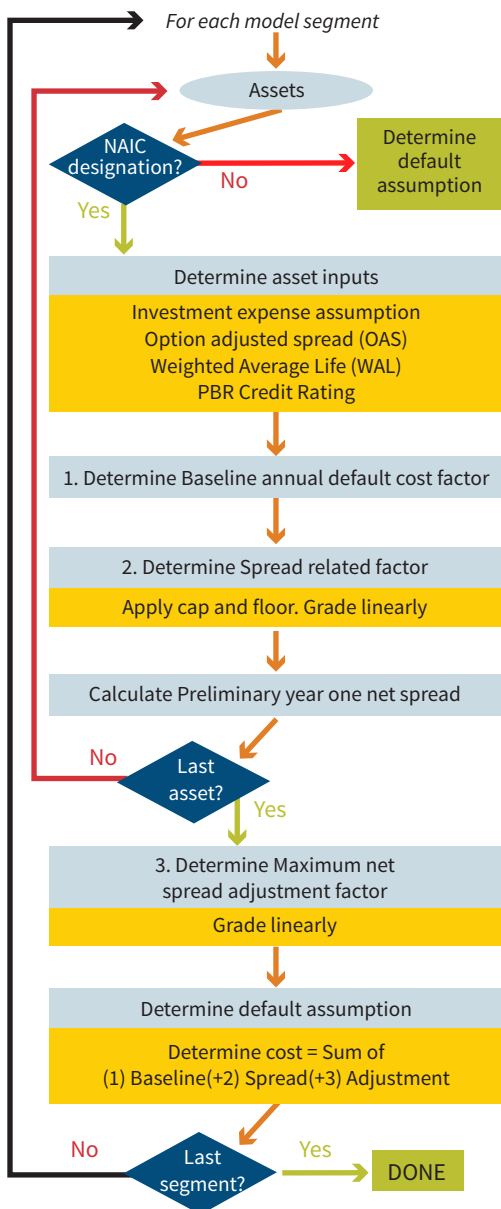 For each model segment
Assets
NAIC
designation?
No
Determine
default
assumption
Yes
Determine asset inputs
Investment expense assumption
Option adjusted spread (OAS)
Weighted Average Life (WAL)
PBR Credit Rating
1. Determine Baseline annual default cost factor
2. Determine Spread related factor
Apply cap and floor. Grade linearly
Calculate Preliminary year one net spread
No
Last
asset?
Yes
3. Determine Maximum net
spread adjustment factor
Grade linearly
Determine default assumption
Determine cost = Sum of
(1) Baseline(+2) Spread(+3) Adjustment
No
Last
segment?
Yes
DONE